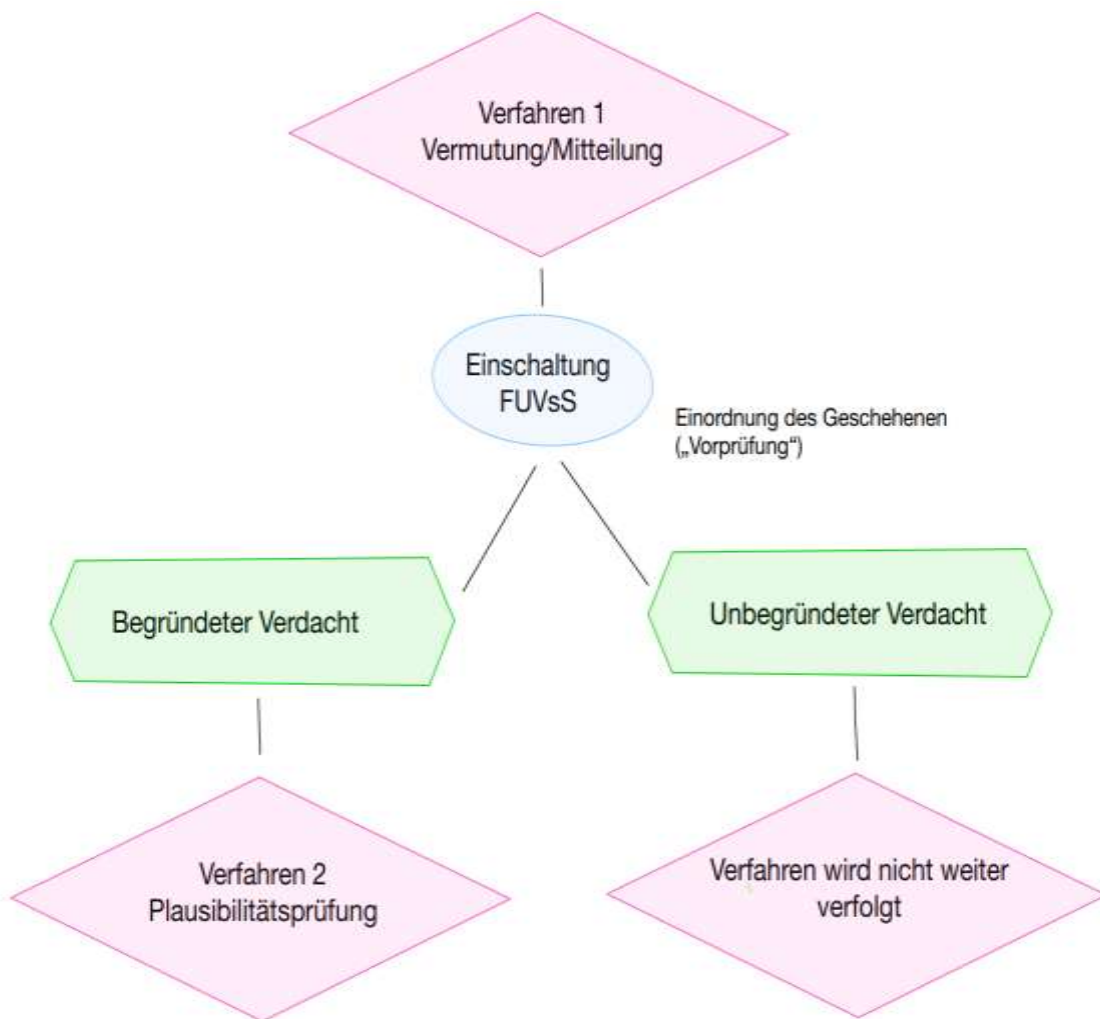 Verfahren 1
Vermutung/Mitteilung
Einschaltung
FUVsS
Einordnung des Geschehenen
(„Vorprüfung“)
Begründeter Verdacht
Unbegründeter Verdacht
Verfahren 2
Plausibilitätsprüfung
Verfahren wird nicht weiter
verfolgt